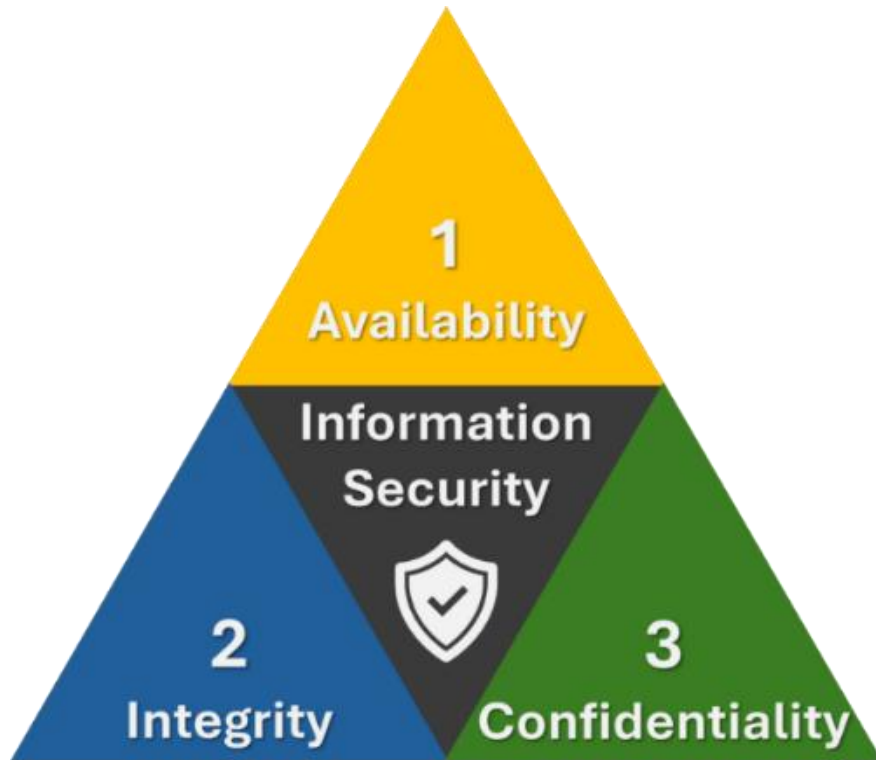 1
Availability
Information
Security
2
Integrity
3
Confidentiality